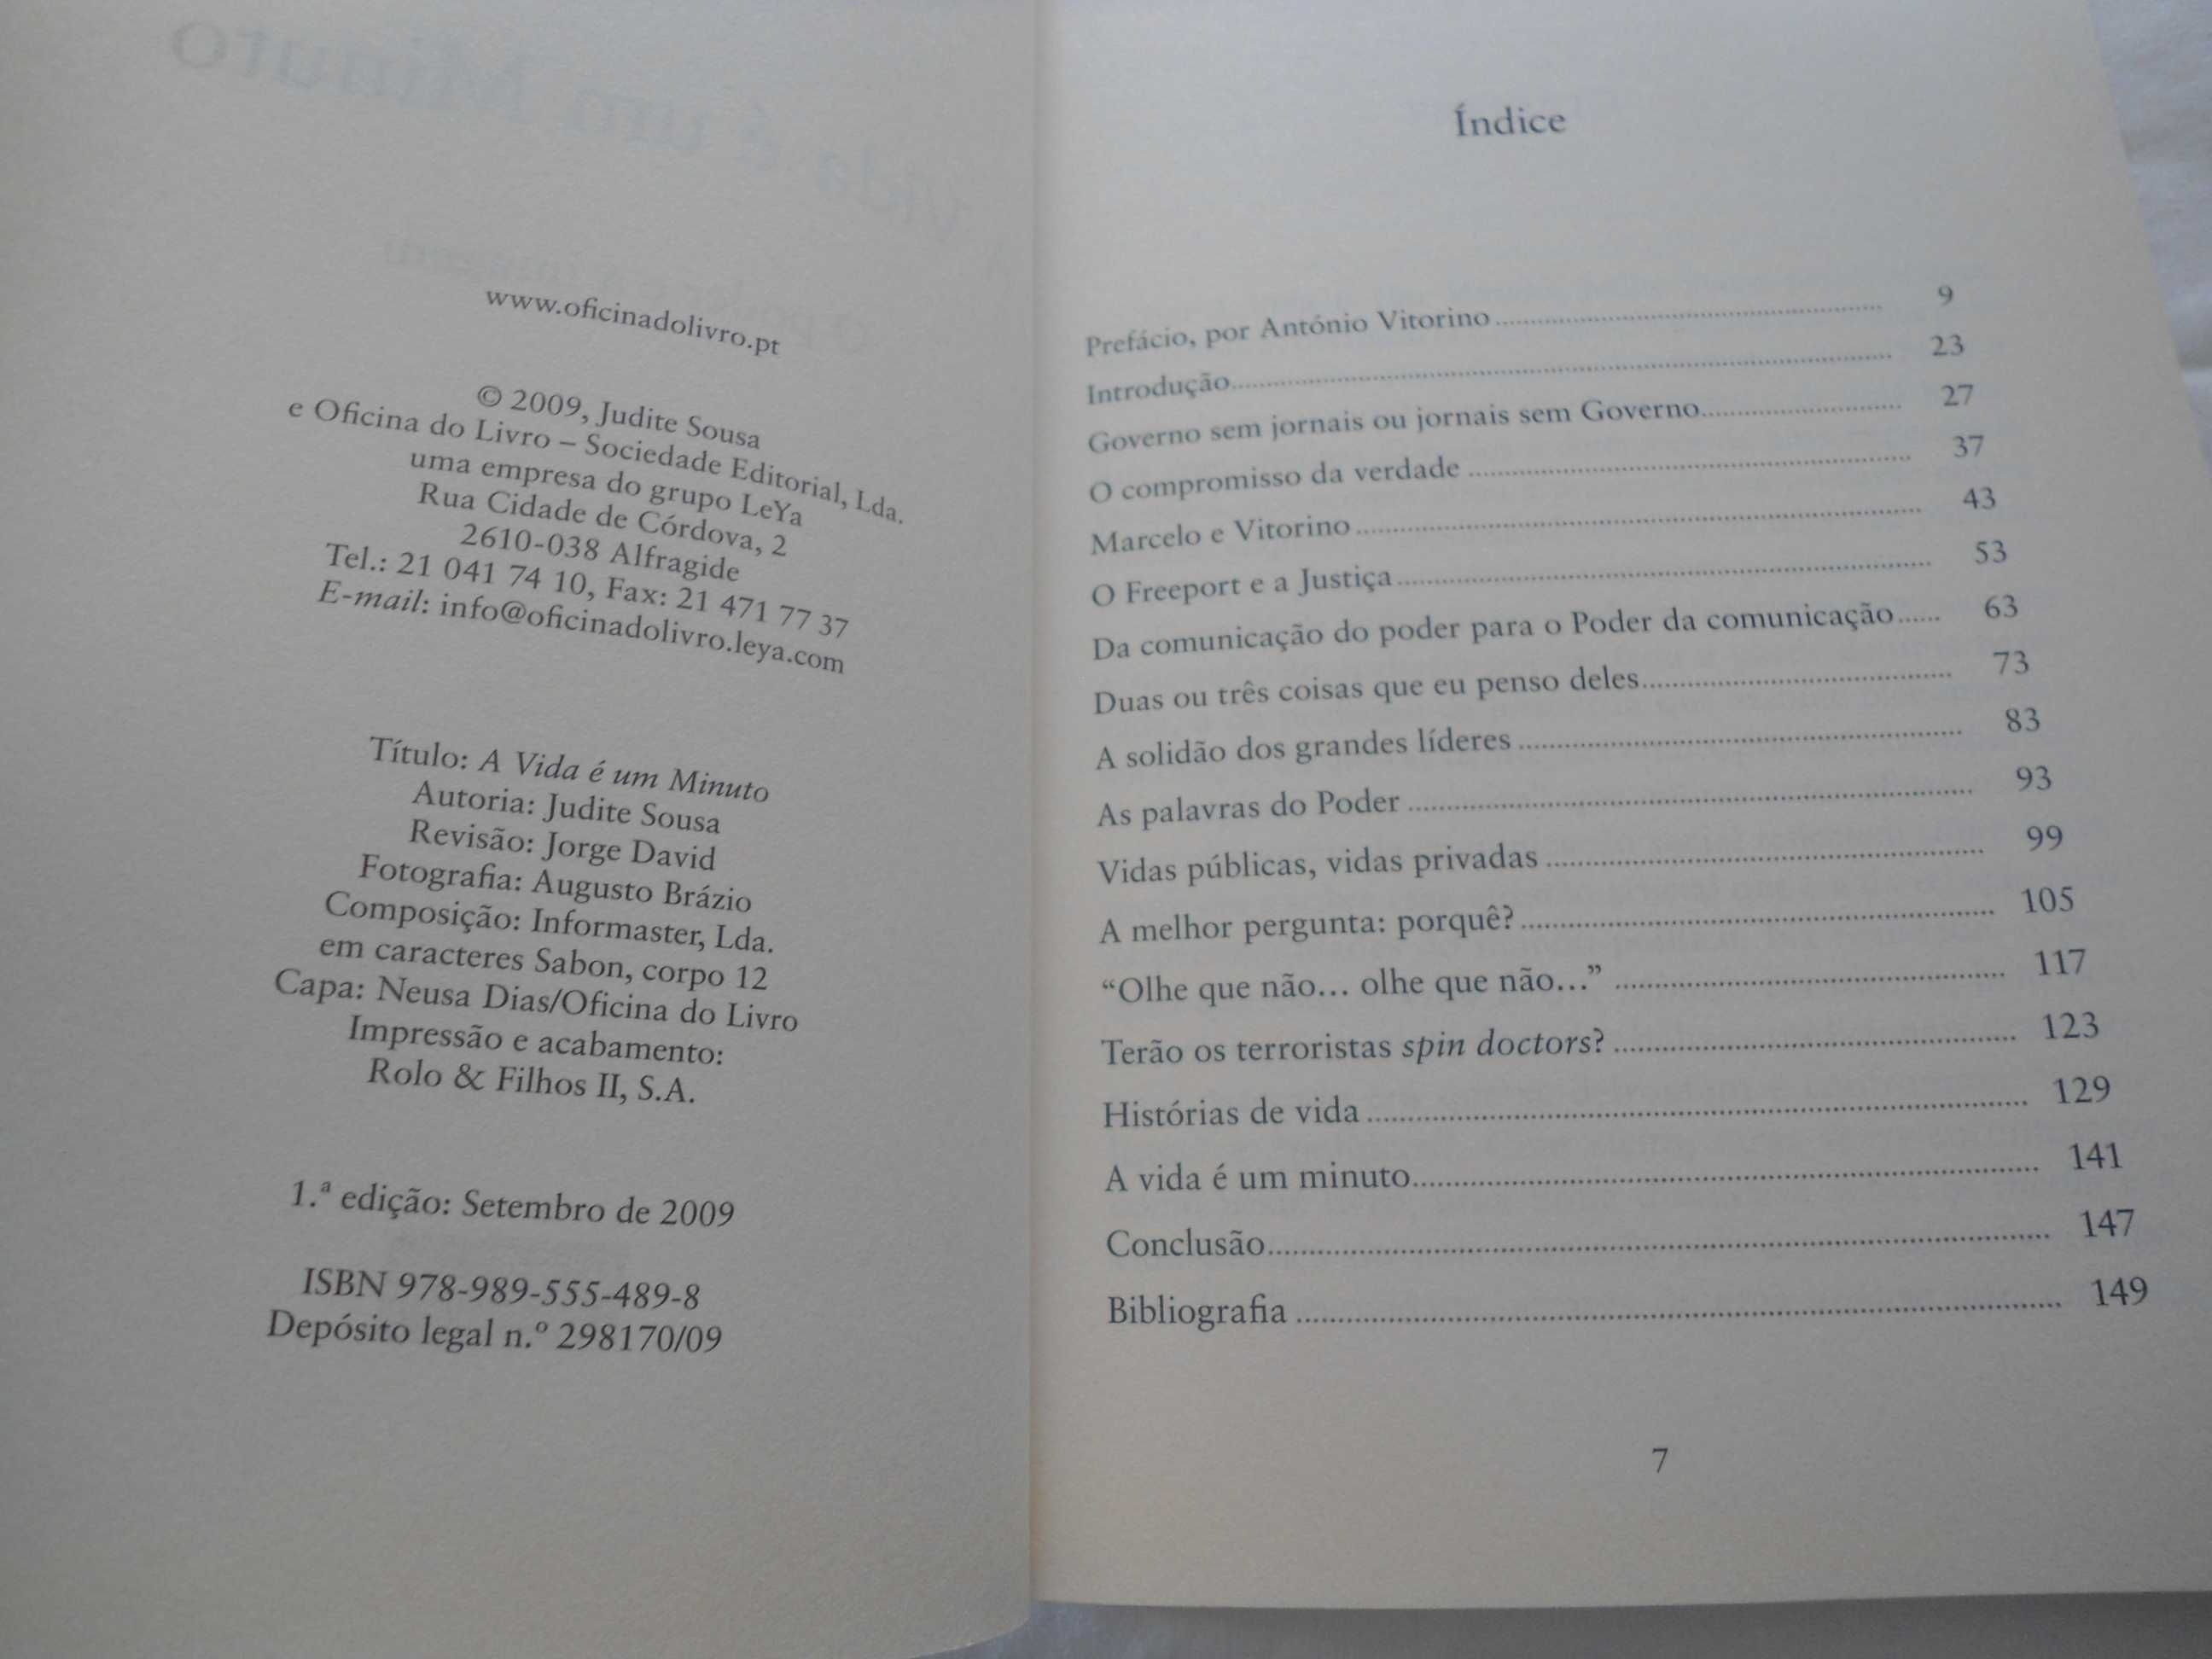 www.oficinadolivro.pt
© 2009, Judite Sousa
e Oficina do Livro – Sociedade Editorial, Lda.
uma empresa do grupo LeYa
Rua Cidade de Córdova, 2
2610-038 Alfragide
Tel.: 21 041 74 10, Fax: 21 471 77 37
E-mail: info@oficinadolivro.leya.com
Título: A Vida é um Minuto
Autoria: Judite Sousa
Revisão: Jorge David
Fotografia: Augusto Brázio
Composição: Informaster, Lda.
em caracteres Sabon, corpo 12
Capa: Neusa Dias/Oficina do Livro
Impressão e acabamento:
Rolo & Filhos II, S.A.
1.ª edição: Setembro de 2009
ISBN 978-989-555-489-8
Depósito legal n.º 298170/09
Índice
Prefácio, por António Vitorino ........ 9
Introdução ........ 23
Governo sem jornais ou jornais sem Governo ........ 27
O compromisso da verdade ........ 37
Marcelo e Vitorino ........ 43
O Freeport e a Justiça ........ 53
Da comunicação do poder para o Poder da comunicação ...... 63
Duas ou três coisas que eu penso deles ........ 73
A solidão dos grandes líderes ........ 83
As palavras do Poder ........ 93
Vidas públicas, vidas privadas ........ 99
A melhor pergunta: porquê? ........ 105
“Olhe que não... olhe que não...” ........ 117
Terão os terroristas spin doctors? ........ 123
Histórias de vida ........ 129
A vida é um minuto ........ 141
Conclusão ........ 147
Bibliografia ........ 149
7